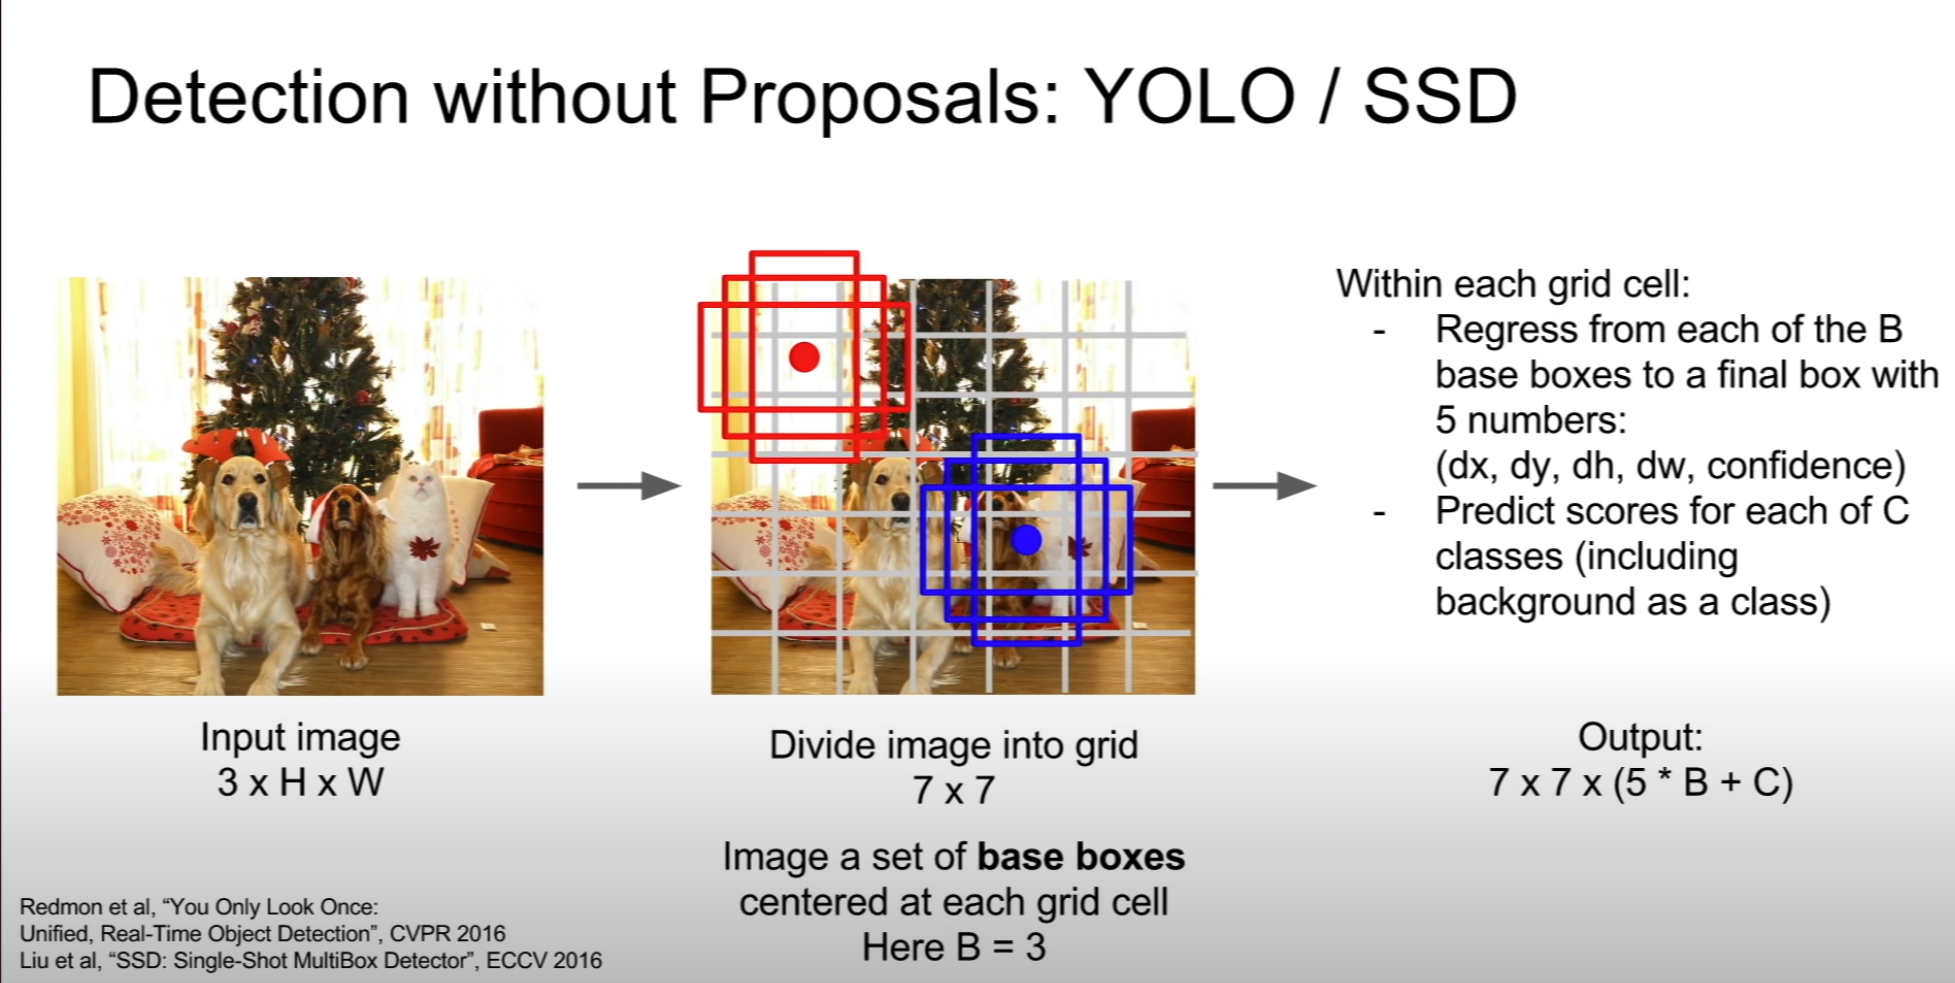 Detection without Proposals: YOLO / SSD
Input image
3 x H x W
Divide image into grid
7 x 7
Image a set of base boxes
centered at each grid cell
Here B = 3
Within each grid cell:
- Regress from each of the B
base boxes to a final box with
5 numbers:
(dx, dy, dh, dw, confidence)
- Predict scores for each of C
classes (including
background as a class)
Output:
7 x 7 x (5 * B + C)
Redmon et al, “You Only Look Once:
Unified, Real-Time Object Detection”, CVPR 2016
Liu et al, “SSD: Single-Shot MultiBox Detector”, ECCV 2016